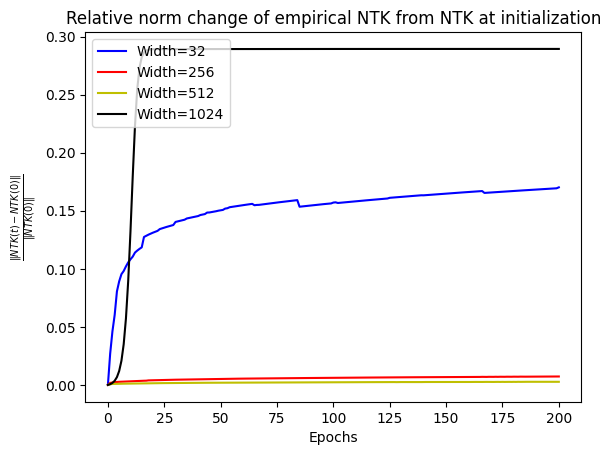 Relative norm change of empirical NTK from NTK at initialization
0.30
0.25
0.20
0.15
0.10
0.05
0.00
||NTK(t) − NTK(0)||
||NTK(0)||
Width=32
Width=256
Width=512
Width=1024
0 25 50 75 100 125 150 175 200
Epochs